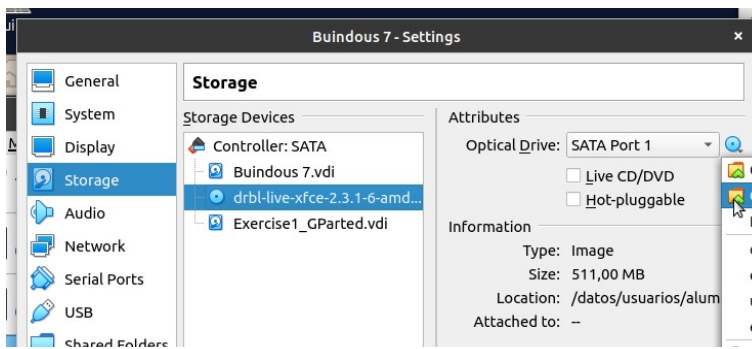 Buindous 7 - Settings
General
System
Display
Storage
Audio
Network
Serial Ports
USB
Shared Folders
Storage
Storage Devices
Controller: SATA
Buindous 7.vdi
drbl-live-xfce-2.3.1-6-amd...
Exercise1_GParted.vdi
Attributes
Optical Drive: SATA Port 1
Live CD/DVD
Hot-pluggable
Information
Type: Image
Size: 511,00 MB
Location: /datos/usuarios/alum
Attached to: --